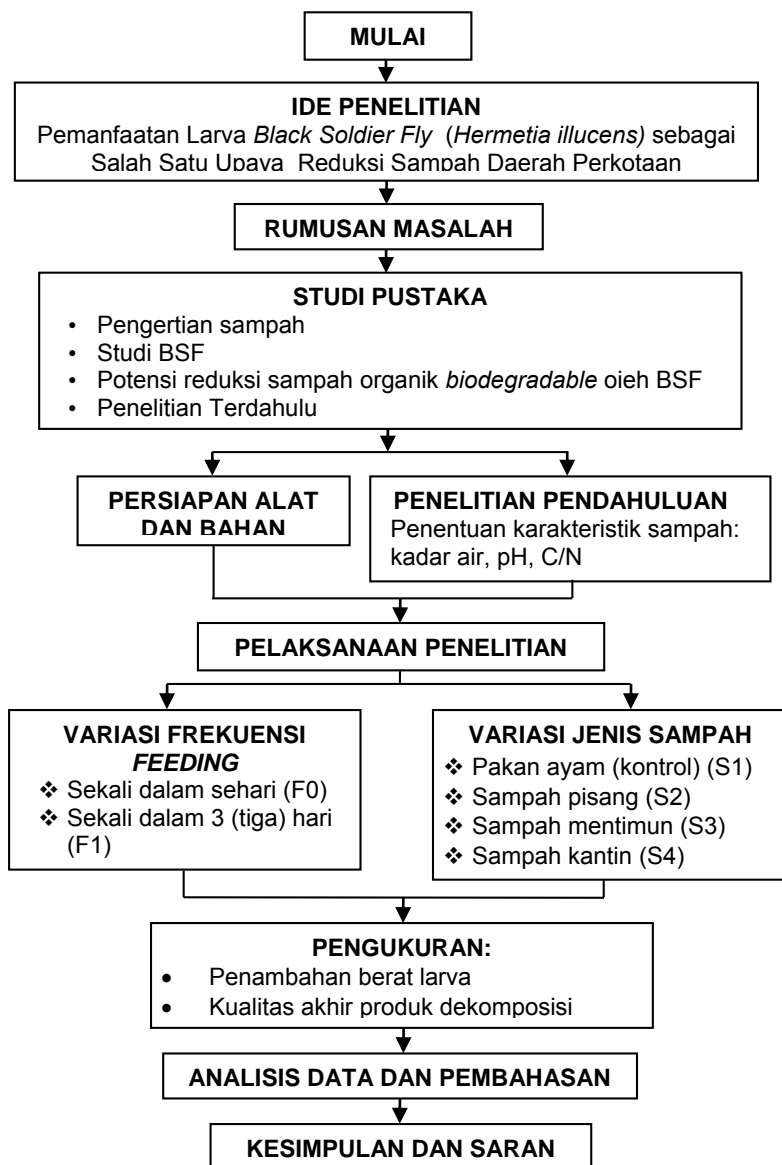 MULAI
IDE PENELITIAN
Pemanfaatan Larva Black Soldier Fly (Hermetia illucens) sebagai
Salah Satu Upaya Reduksi Sampah Daerah Perkotaan
RUMUSAN MASALAH
STUDI PUSTAKA
• Pengertian sampah
• Studi BSF
• Potensi reduksi sampah organik biodegradable oleh BSF
• Penelitian Terdahulu
PERSIAPAN ALAT
DAN BAHAN
PENELITIAN PENDAHULUAN
Penentuan karakteristik sampah:
kadar air, pH, C/N
PELAKSANAAN PENELITIAN
VARIASI FREKUENSI
FEEDING
❖ Sekali dalam sehari (F0)
❖ Sekali dalam 3 (tiga) hari
(F1)
VARIASI JENIS SAMPAH
❖ Pakan ayam (kontrol) (S1)
❖ Sampah pisang (S2)
❖ Sampah mentimun (S3)
❖ Sampah kantin (S4)
PENGUKURAN:
• Penambahan berat larva
• Kualitas akhir produk dekomposisi
ANALISIS DATA DAN PEMBAHASAN
KESIMPULAN DAN SARAN